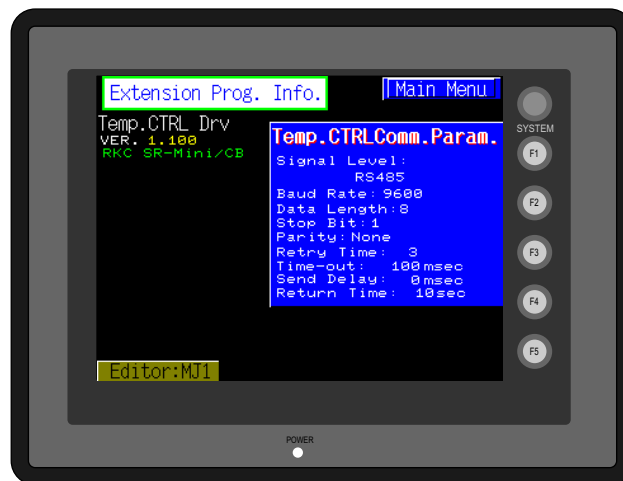 Extension Prog. Info.
Main Menu
Temp.CTRL Drv
VER. 1.100
RKC SR-Mini/CB
Temp.CTRLComm.Param.
Signal Level:
RS485
Baud Rate:9600
Data Length:8
Stop Bit:1
Parity:None
Retry Time: 3
Time-out: 100msec
Send Delay: 0msec
Return Time: 10sec
Editor:MJ1
SYSTEM
F1
F2
F3
F4
F5
POWER